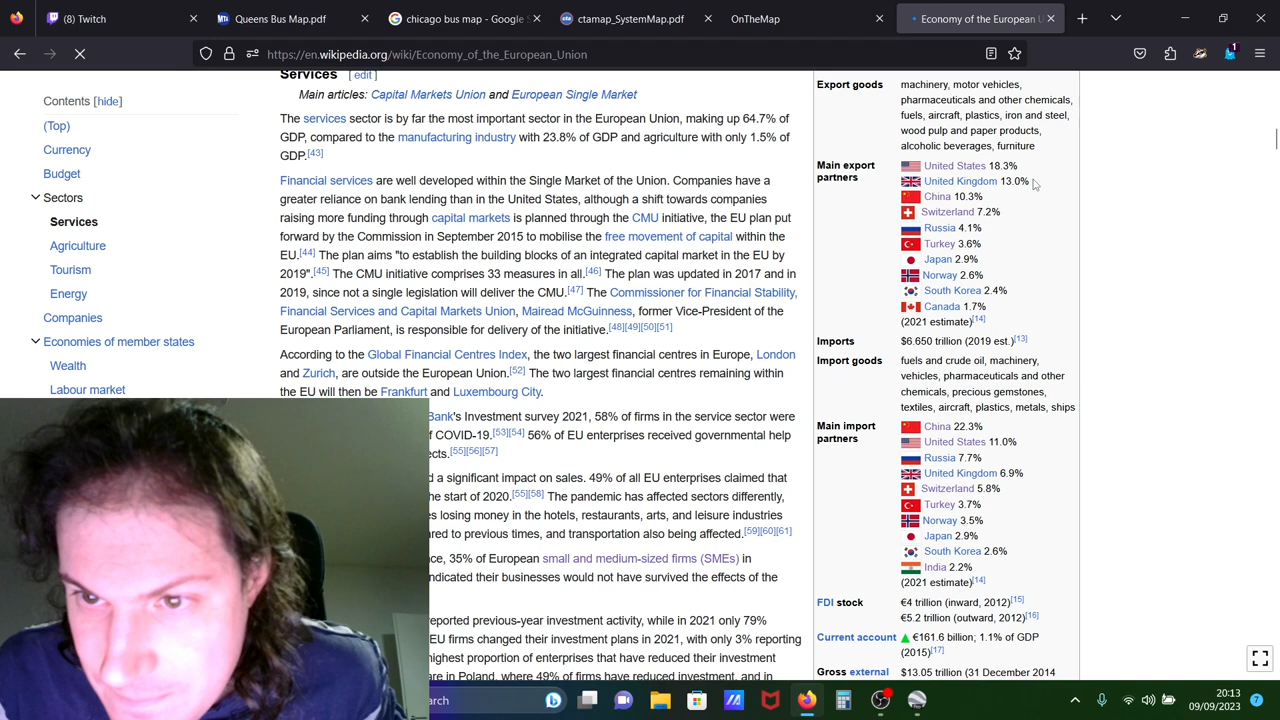 Twitch
Queens Bus Map.pdf
chicago bus map - Google S
ctamap_SystemMap.pdf
OnTheMap
Economy of the European U
https://en.wikipedia.org/wiki/Economy_of_the_European_Union
1
Contents [hide]
(Top)
Currency
Budget
Sectors
Services
Agriculture
Tourism
Energy
Companies
Economies of member states
Wealth
Labour market
Services [ edit ]
Main articles: Capital Markets Union and European Single Market
The services sector is by far the most important sector in the European Union, making up 64.7% of
GDP, compared to the manufacturing industry with 23.8% of GDP and agriculture with only 1.5% of
GDP.[43]
Financial services are well developed within the Single Market of the Union. Companies have a
greater reliance on bank lending than in the United States, although a shift towards companies
raising more funding through capital markets is planned through the CMU initiative, the EU plan put
forward by the Commission in September 2015 to mobilise the free movement of capital within the
EU.[44] The plan aims "to establish the building blocks of an integrated capital market in the EU by
2019".[45] The CMU initiative comprises 33 measures in all.[46] The plan was updated in 2017 and in
2019, since not a single legislation will deliver the CMU.[47] The Commissioner for Financial Stability,
Financial Services and Capital Markets Union, Mairead McGuinness, former Vice-President of the
European Parliament, is responsible for delivery of the initiative.[48][49][50][51]
According to the Global Financial Centres Index, the two largest financial centres in Europe, London
and Zurich, are outside the European Union.[52] The two largest financial centres remaining within
the EU will then be Frankfurt and Luxembourg City.
Bank's Investment survey 2021, 58% of firms in the service sector were
f COVID-19.[53][54] 56% of EU enterprises received governmental help
cts.[55][56][57]
d a significant impact on sales. 49% of all EU enterprises claimed that
he start of 2020.[55][58] The pandemic has affected sectors differently,
s losing money in the hotels, restaurants, arts, and leisure industries
red to previous times, and transportation also being affected.[59][60][61]
ce, 35% of European small and medium-sized firms (SMEs) in
ndicated their businesses would not have survived the effects of the
eported previous-year investment activity, while in 2021 only 79%
EU firms changed their investment plans in 2021, with only 3% reporting
highest proportion of enterprises that have reduced their investment
are in Poland, where 49% of firms have reduced investment, and in
Export goods
machinery, motor vehicles,
pharmaceuticals and other chemicals,
fuels, aircraft, plastics, iron and steel,
wood pulp and paper products,
alcoholic beverages, furniture
Main export
partners
United States 18.3%
United Kingdom 13.0%
China 10.3%
Switzerland 7.2%
Russia 4.1%
Turkey 3.6%
Japan 2.9%
Norway 2.6%
South Korea 2.4%
Canada 1.7%
(2021 estimate)[14]
Imports $6.650 trillion (2019 est.)[13]
Import goods
fuels and crude oil, machinery,
vehicles, pharmaceuticals and other
chemicals, precious gemstones,
textiles, aircraft, plastics, metals, ships
Main import
partners
China 22.3%
United States 11.0%
Russia 7.7%
United Kingdom 6.9%
Switzerland 5.8%
Turkey 3.7%
Norway 3.5%
Japan 2.9%
South Korea 2.6%
India 2.2%
(2021 estimate)[14]
FDI stock
€4 trillion (inward, 2012)[15]
€5.2 trillion (outward, 2012)[16]
Current account
€161.6 billion; 1.1% of GDP
(2015)[17]
Gross external $13.05 trillion (31 December 2014
arch
20:13
09/09/2023
7